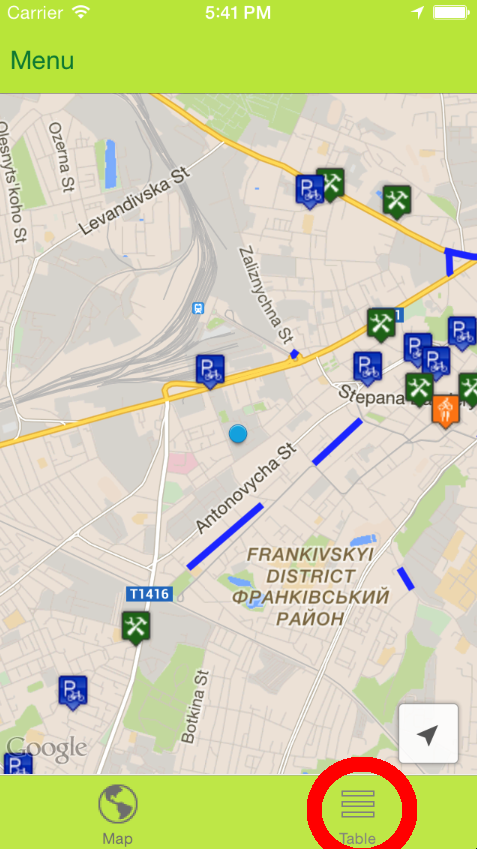 Carrier 5:41 PM
Menu
Olesnyts'koho St
Ozerna St
Levandivska St
Zaliznychna St
P
P
P
P
P
P
1
Stepana
Antonovycha St
FRANKIVSKYI
DISTRICT
ФРАНКІВСЬКИЙ
РАЙОН
T1416
Botkina St
P
P
Google
Map
Table